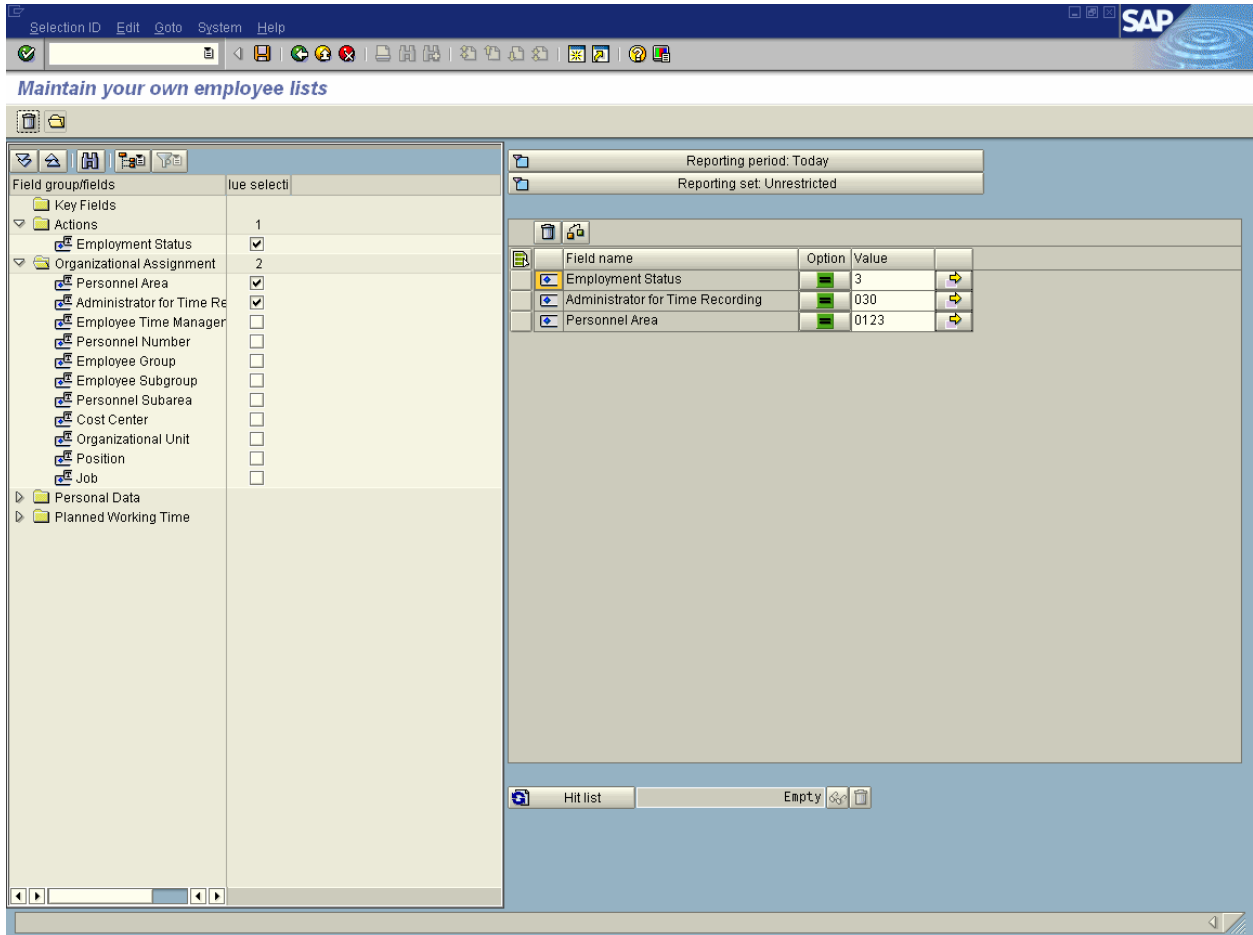 Selection ID Edit Goto System Help
SAP
Maintain your own employee lists
Field group/fields lue selecti
Key Fields
Actions 1
Employment Status
Organizational Assignment 2
Personnel Area
Administrator for Time Re
Employee Time Manager
Personnel Number
Employee Group
Employee Subgroup
Personnel Subarea
Cost Center
Organizational Unit
Position
Job
Personal Data
Planned Working Time
Reporting period: Today
Reporting set: Unrestricted
Field name Option Value
Employment Status 3
Administrator for Time Recording 030
Personnel Area 0123
Hit list Empty